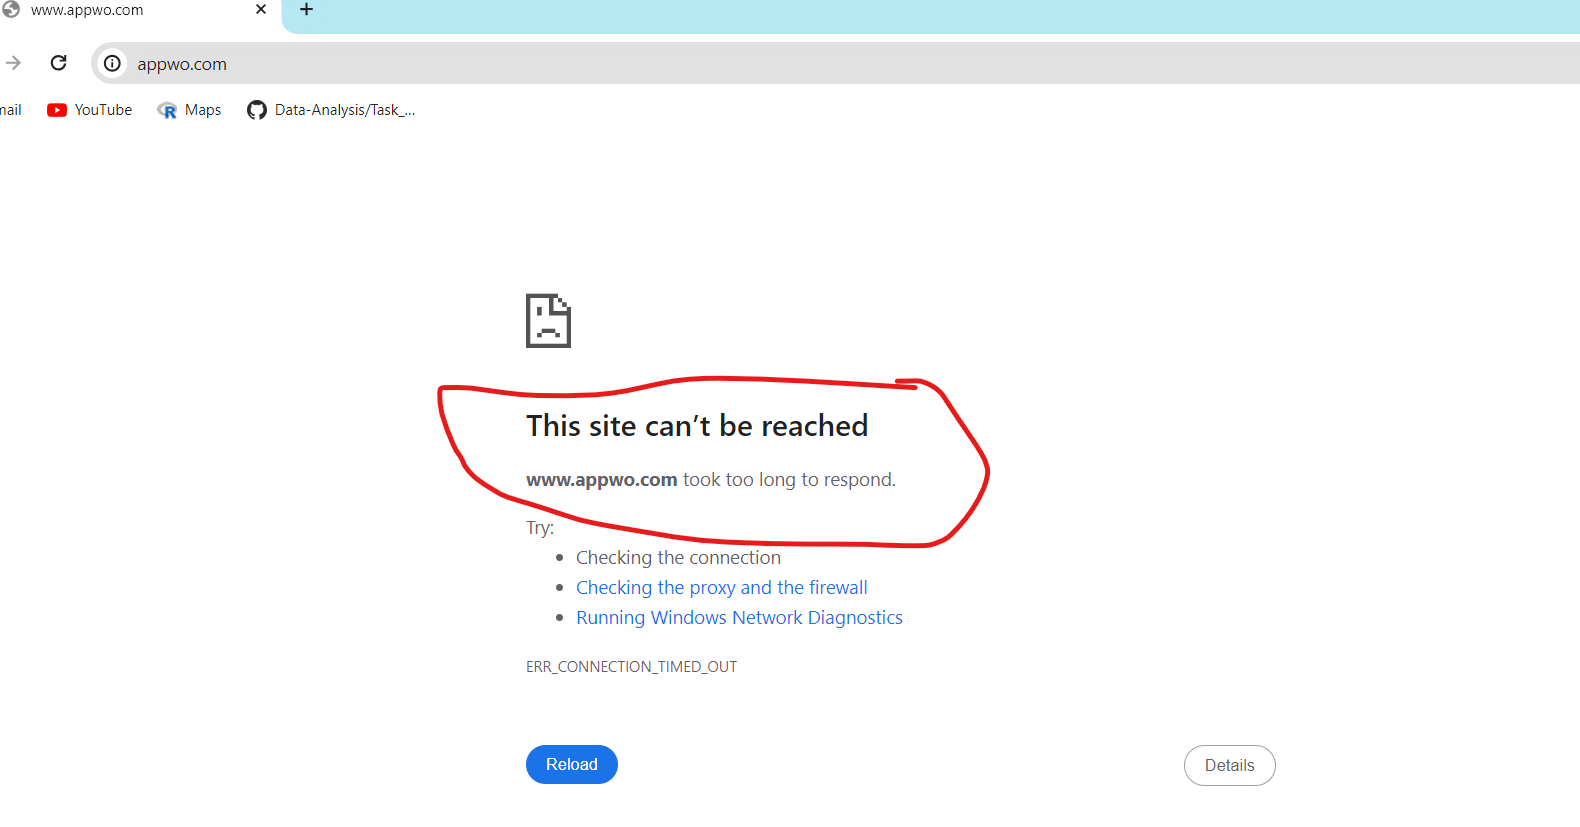 www.appwo.com
appwo.com
mail YouTube Maps Data-Analysis/Task_...
This site can't be reached
www.appwo.com took too long to respond.
Try:
Checking the connection
Checking the proxy and the firewall
Running Windows Network Diagnostics
ERR_CONNECTION_TIMED_OUT
Reload Details